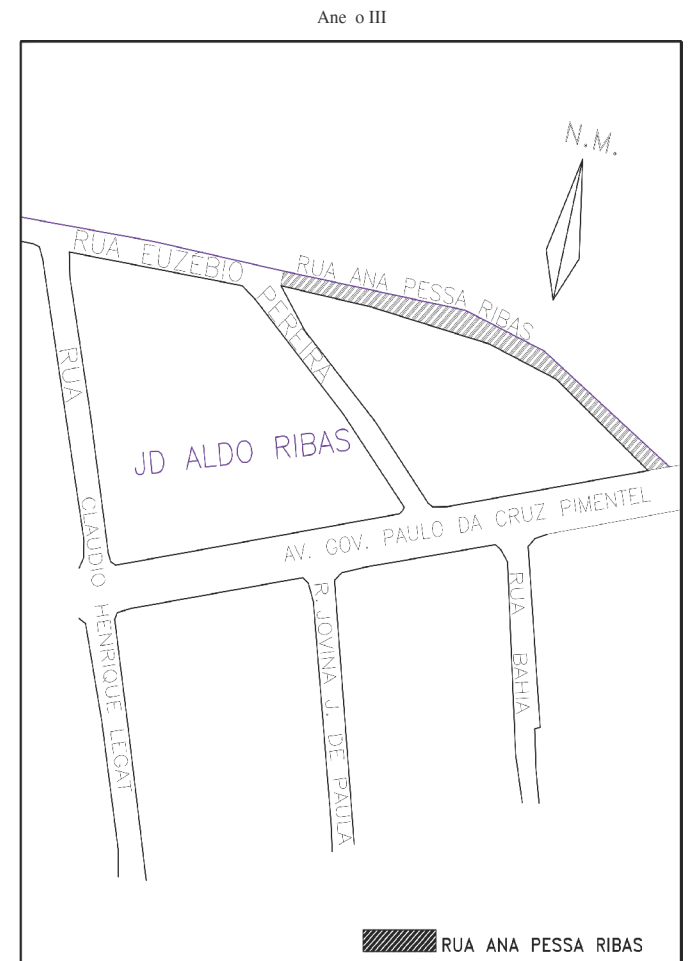 Ane o III
N.M.
RUA EUZEBIO PEREIRA
RUA ANA PESSA RIBAS
RUA CLAUDIO HENRIQUE LEGAT
JD ALDO RIBAS
AV. GOV. PAULO DA CRUZ PIMENTEL
R. JOVINA J. DE PAULA
RUA BAHIA
RUA ANA PESSA RIBAS